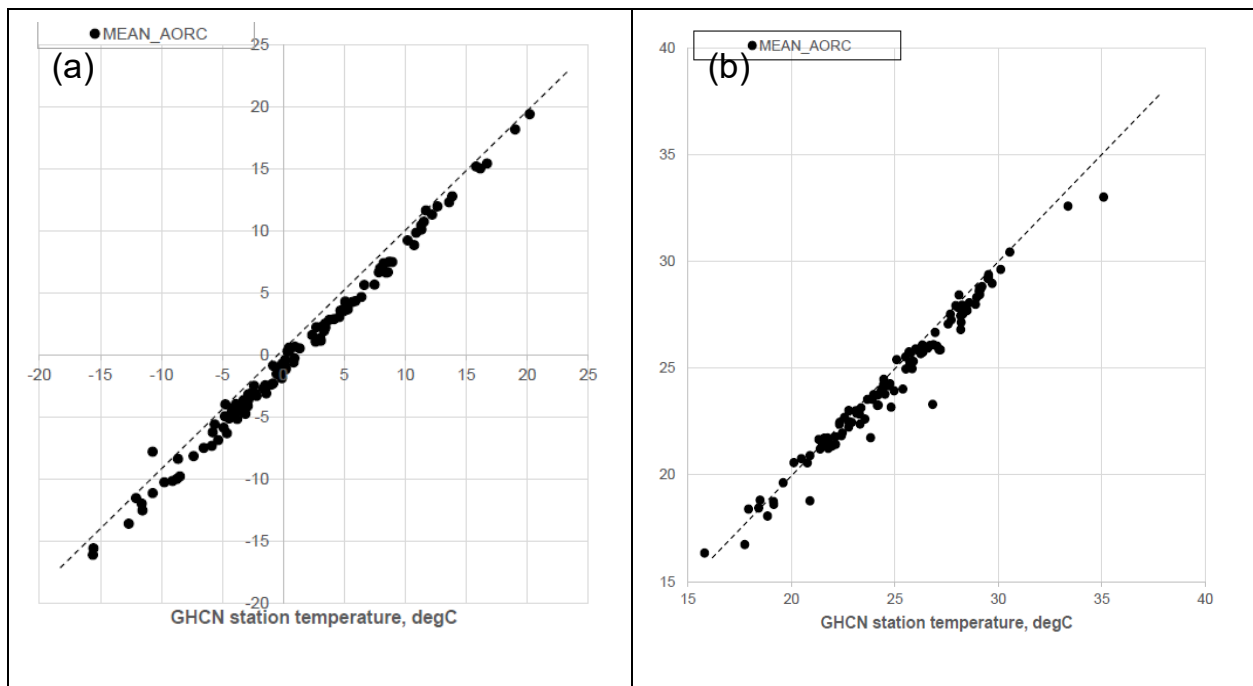 MEAN_AORC
(a)
25
20
15
10
5
0
-20 -15 -10 -5 0 5 10 15 20 25
-5
-10
-15
-20
GHCN station temperature, degC
MEAN_AORC
(b)
40
35
30
25
20
15
15 20 25 30 35 40
GHCN station temperature, degC